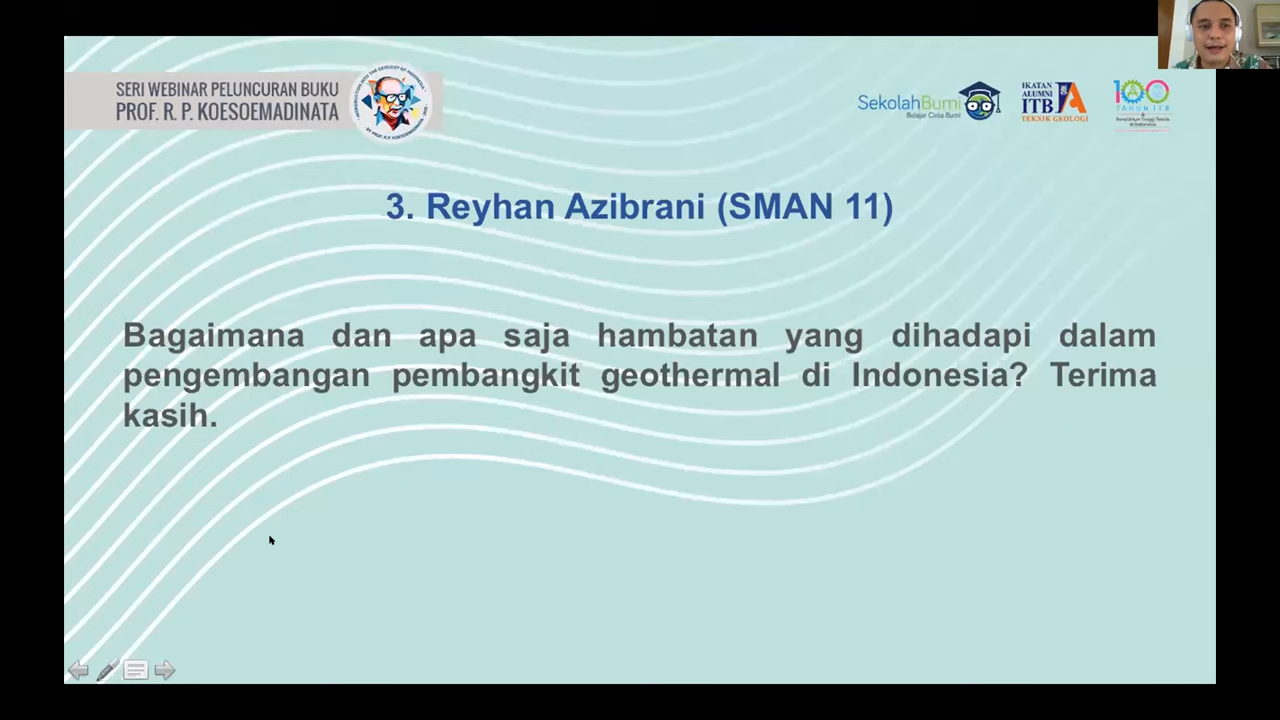 SERI WEBINAR PELUNCURAN BUKU
PROF. R. P. KOESOEMADINATA
SekolahBumi
Belajar Cinta Bumi
IKATAN
ALUMNI
ITB
TEKNIK GEOLOGI
100
TAHUN ITB
3. Reyhan Azibrani (SMAN 11)
Bagaimana dan apa saja hambatan yang dihadapi dalam
pengembangan pembangkit geothermal di Indonesia? Terima
kasih.